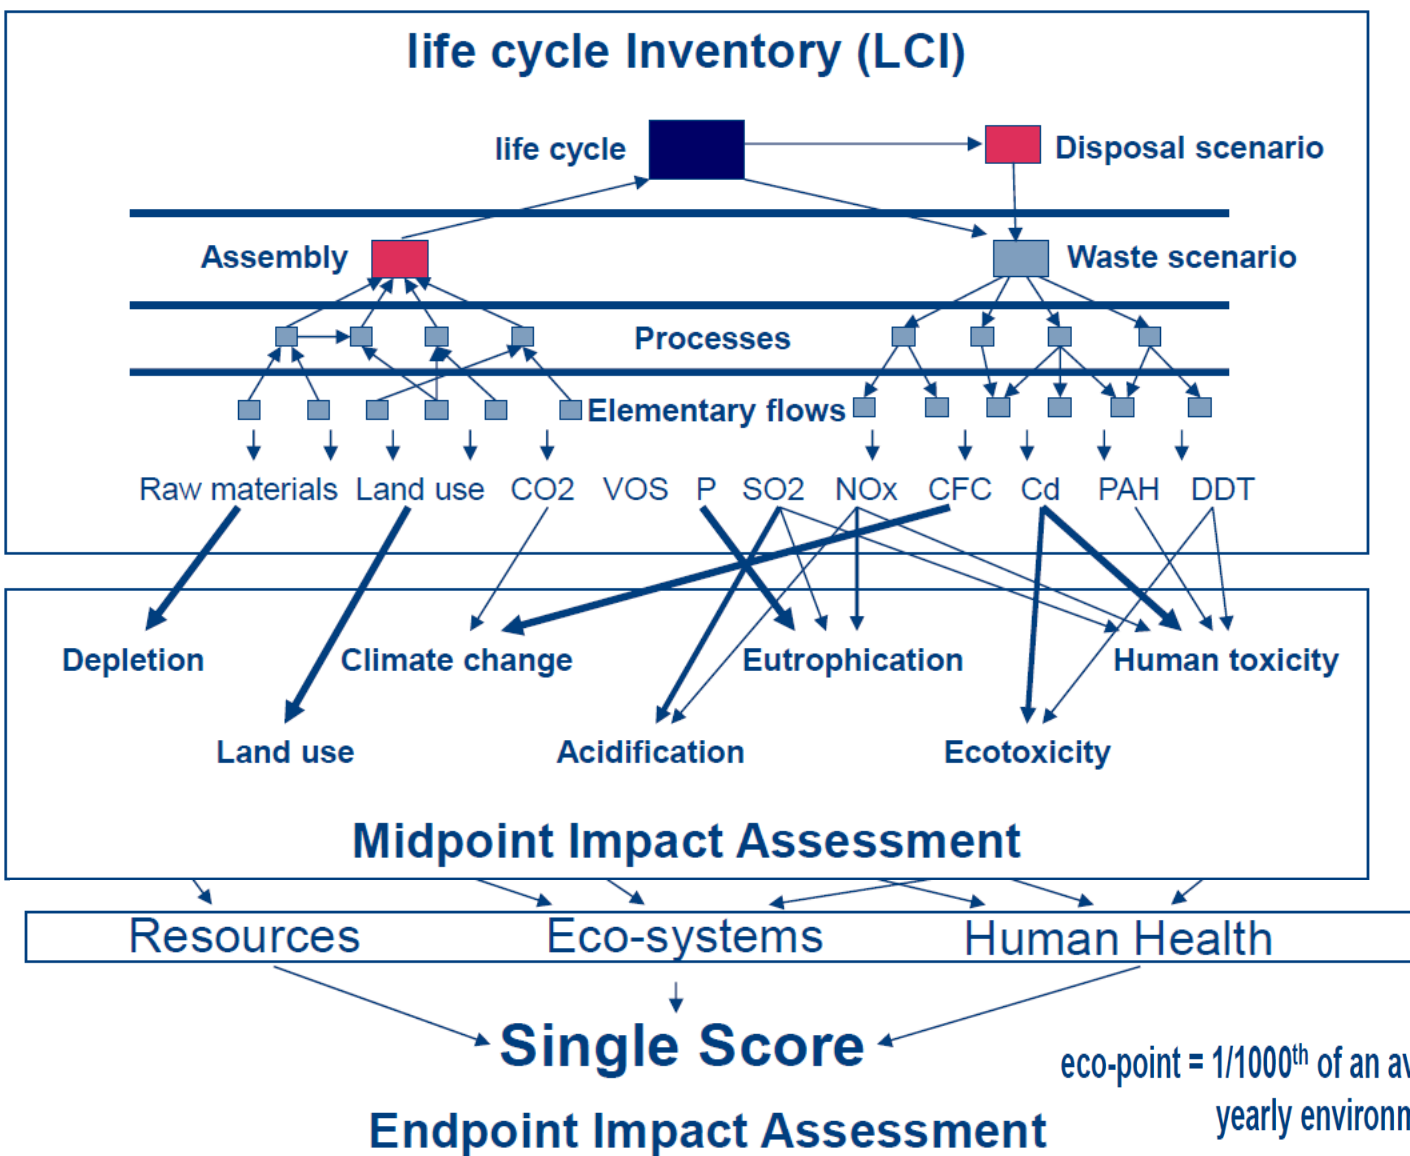 life cycle Inventory (LCI)
life cycle
Disposal scenario
Assembly
Waste scenario
Processes
Elementary flows
Raw materials Land use CO2 VOS P SO2 NOx CFC Cd PAH DDT
Depletion Climate change Eutrophication Human toxicity
Land use Acidification Ecotoxicity
Midpoint Impact Assessment
Resources Eco-systems Human Health
Single Score
eco-point = 1/1000th of an
yearly
Endpoint Impact Assessment